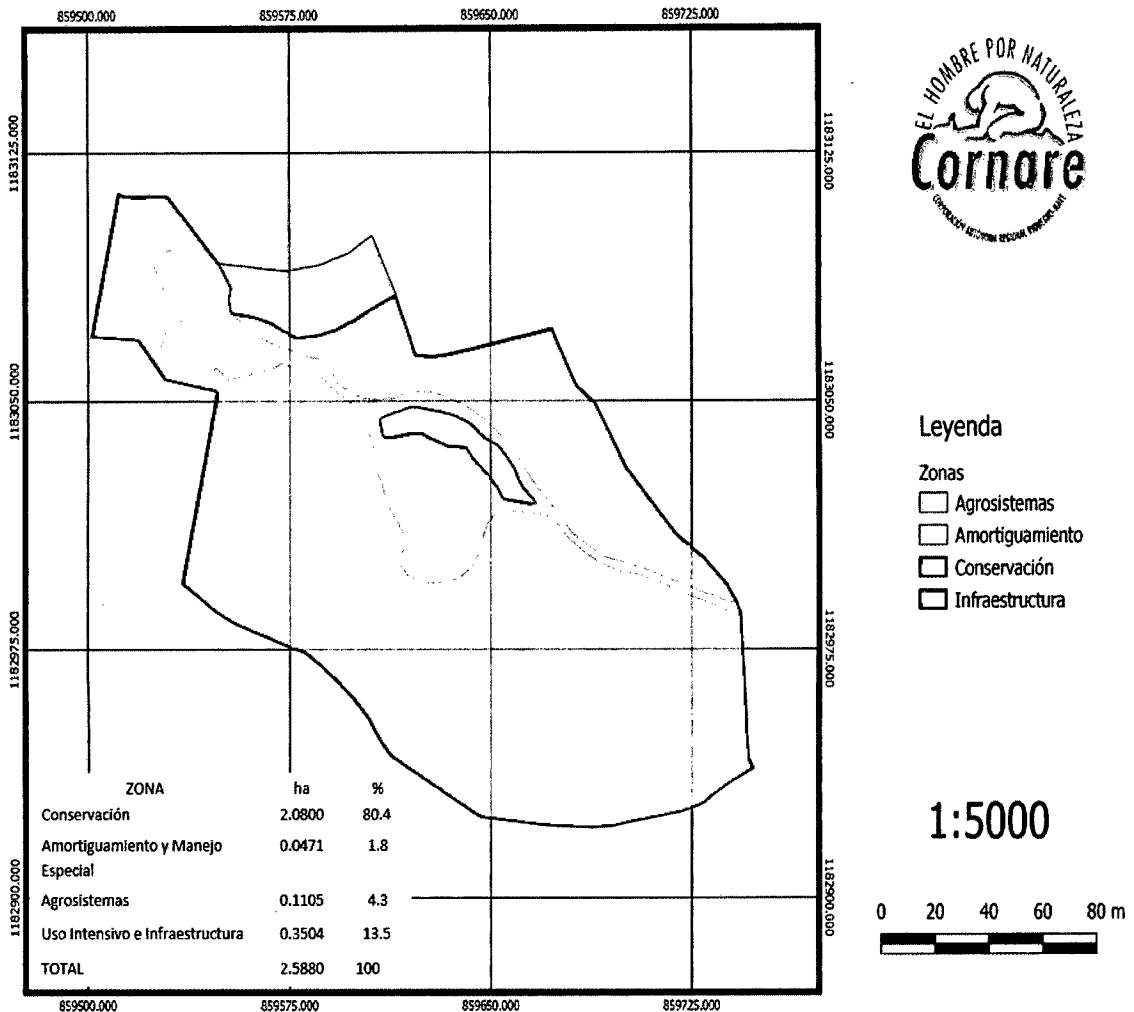 859500.000 859575.000 859650.000 859725.000
1183125.000
1183050.000
1182975.000
1182900.000
1183125.000
1183050.000
1182975.000
1182900.000
EL HOMBRE POR NATURALEZA
Cornare
Leyenda
Zonas
Agrosistemas
Amortiguamiento
Conservación
Infraestructura
1:5000
0 20 40 60 80 m
ZONA ha %
Conservación 2.0800 80.4
Amortiguamiento y Manejo 0.0471 1.8
Especial
Agrosistemas 0.1105 4.3
Uso Intensivo e Infraestructura 0.3504 13.5
TOTAL 2.5880 100
859500.000 859575.000 859650.000 859725.000